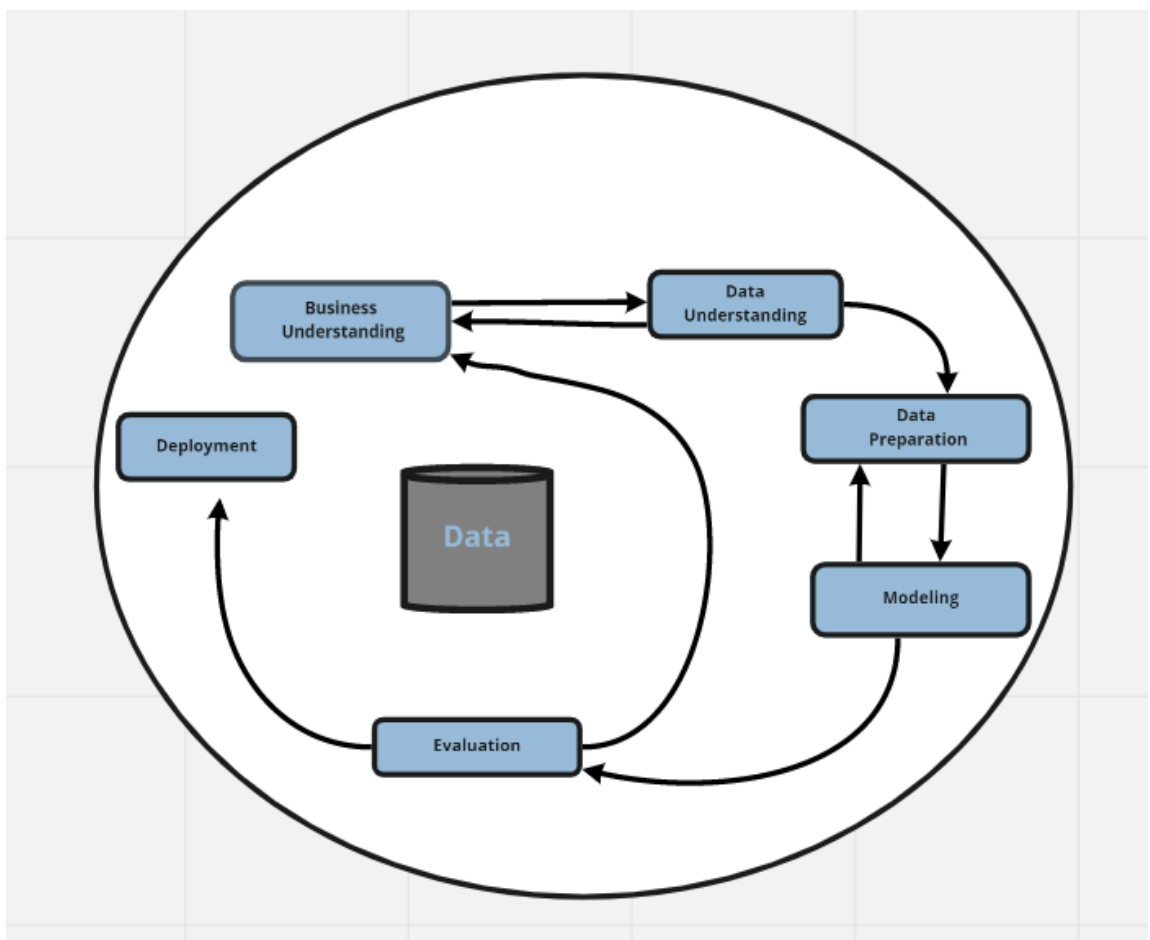 Business
Understanding
Data
Understanding
Data
Preparation
Deployment
Data
Modeling
Evaluation